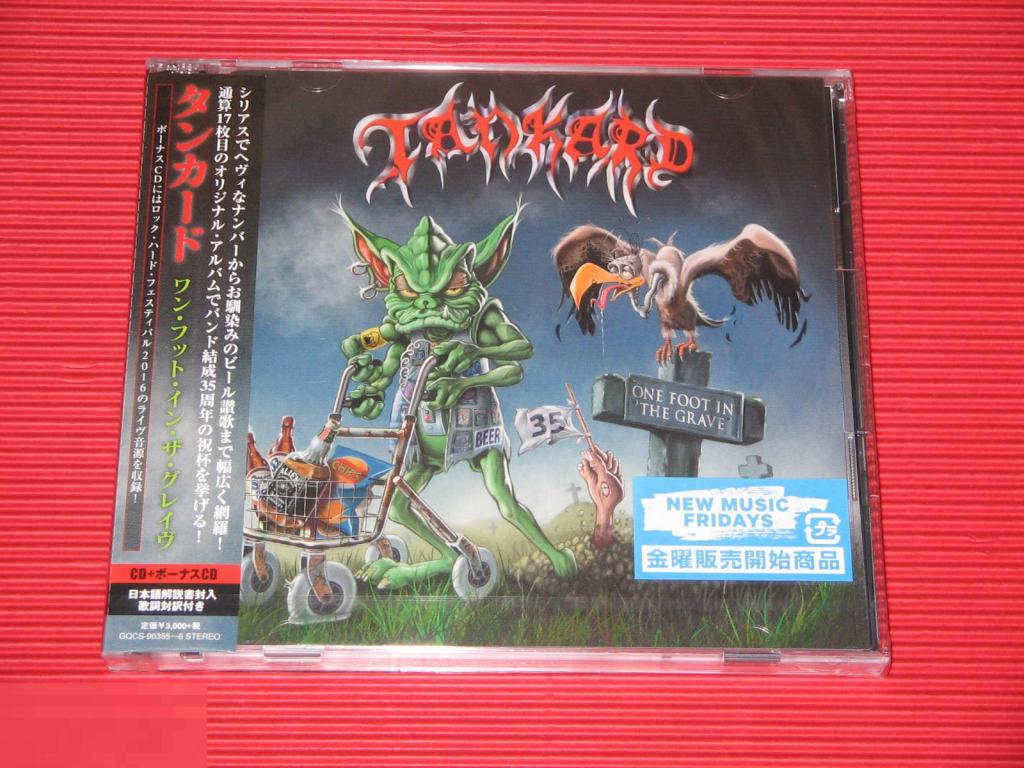 シリアスでヘヴィなナンバーからお馴染みのビール讃歌まで幅広く網羅！
通算17枚目のオリジナル・アルバムでバンド結成35周年の祝杯を挙げる！
タンカード
ワン・フット・イン・ザ・グレイヴ
ボーナスCDにはロック・ハード・フェスティバル2016のライヴ音源を収録！
CD+ボーナスCD
日本語解説書封入
歌詞対訳付き
定価¥3,000+税
GQCS-90355~6 STEREO
TANKARD
ONE FOOT IN
THE GRAVE
35
BEER
CHIPS
ALIEN
NEW MUSIC
FRIDAYS
プラ
金曜販売開始商品